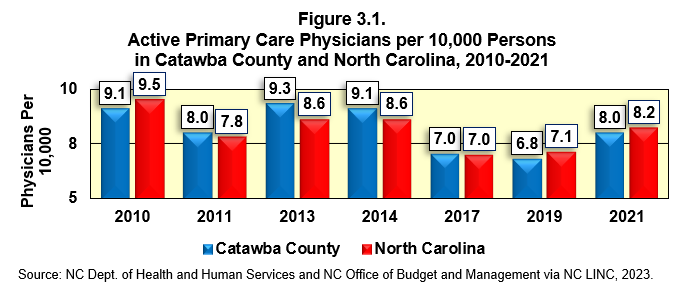 Figure 3.1.
Active Primary Care Physicians per 10,000 Persons
in Catawba County and North Carolina, 2010-2021
Physicians Per
10,000
10
8
5
9.1 9.5 8.0 7.8 9.3 8.6 9.1 8.6 7.0 7.0 6.8 7.1 8.0 8.2
2010 2011 2013 2014 2017 2019 2021
Catawba County North Carolina
Source: NC Dept. of Health and Human Services and NC Office of Budget and Management via NC LINC, 2023.